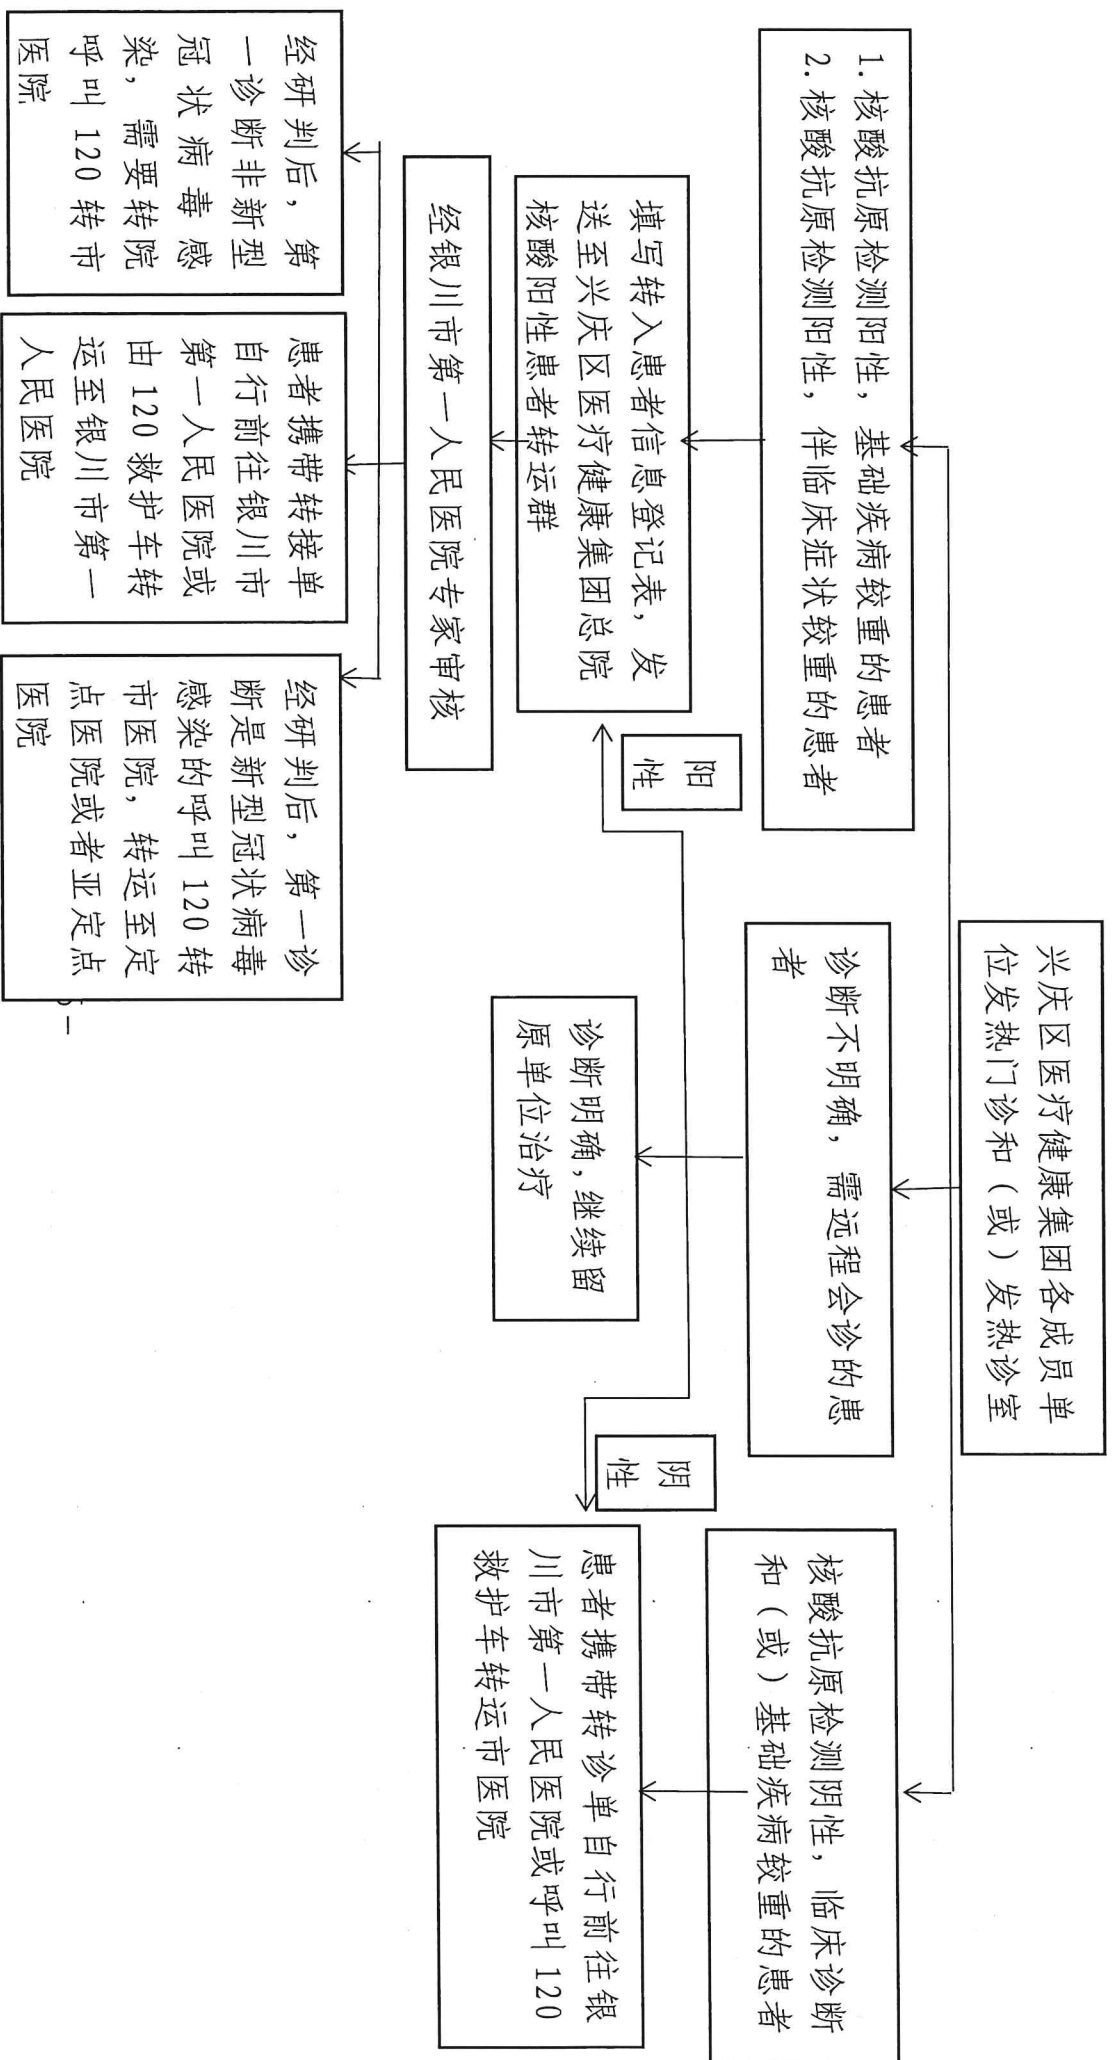 兴庆区医疗健康集团各成员单
位发热门诊和（或）发热诊室
1.核酸抗原检测阳性，基础疾病较重的患者
2.核酸抗原检测阳性，伴临床症状较重的患者
诊断不明确，需远程会诊的患
者
核酸抗原检测阴性，临床诊断
和（或）基础疾病较重的患者
阳
性
阴
性
填写转入患者信息登记表，发
送至兴庆区医疗健康集团总院
核酸阳性患者转运群
诊断明确,继续留
原单位治疗
患者携带转诊单自行前往银
川市第一人民医院或呼叫120
救护车转运市医院
经银川市第一人民医院专家审核
经研判后，第
一诊断非新型
冠状病毒感
染，需要转院
呼叫120转市
医院
患者携带转接单
自行前往银川市
第一人民医院或
由120救护车转
运至银川市第一
人民医院
经研判后，第一诊
断是新型冠状病毒
感染的呼叫120转
市医院，转运至定
点医院或者亚定点
医院